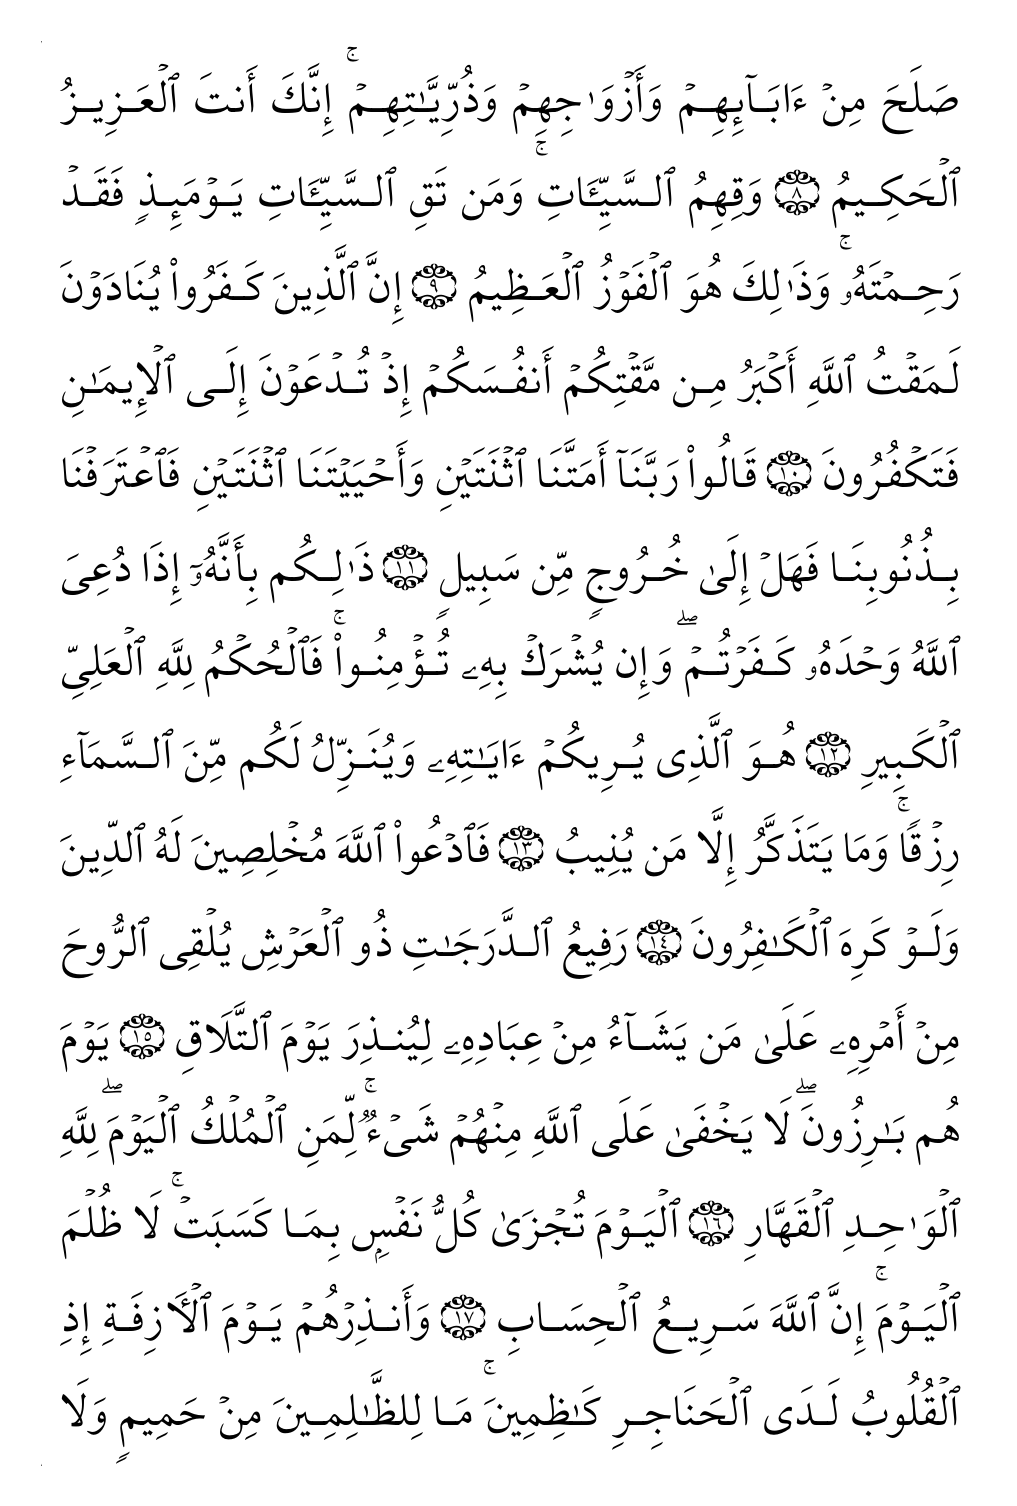 صَلَحَ مِنۡ ءَابَآئِهِمۡ وَأَزۡوَٰجِهِمۡ وَذُرِّيَّٰتِهِمۡۚ إِنَّكَ أَنتَ ٱلۡعَزِيزُ
ٱلۡحَكِيمُ ۝٨ وَقِهِمُ ٱلسَّيِّـَٔاتِۚ وَمَن تَقِ ٱلسَّيِّـَٔاتِ يَوۡمَئِذٖ فَقَدۡ
رَحِمۡتَهُۥۚ وَذَٰلِكَ هُوَ ٱلۡفَوۡزُ ٱلۡعَظِيمُ ۝٩ إِنَّ ٱلَّذِينَ كَفَرُواْ يُنَادَوۡنَ
لَمَقۡتُ ٱللَّهِ أَكۡبَرُ مِن مَّقۡتِكُمۡ أَنفُسَكُمۡ إِذۡ تُدۡعَوۡنَ إِلَى ٱلۡإِيمَٰنِ
فَتَكۡفُرُونَ ۝١٠ قَالُواْ رَبَّنَآ أَمَتَّنَا ٱثۡنَتَيۡنِ وَأَحۡيَيۡتَنَا ٱثۡنَتَيۡنِ فَٱعۡتَرَفۡنَا
بِذُنُوبِنَا فَهَلۡ إِلَىٰ خُرُوجٖ مِّن سَبِيلٖ ۝١١ ذَٰلِكُم بِأَنَّهُۥٓ إِذَا دُعِيَ
ٱللَّهُ وَحۡدَهُۥ كَفَرۡتُمۡۖ وَإِن يُشۡرَكۡ بِهِۦ تُؤۡمِنُواْۚ فَٱلۡحُكۡمُ لِلَّهِ ٱلۡعَلِيِّ
ٱلۡكَبِيرِ ۝١٢ هُوَ ٱلَّذِي يُرِيكُمۡ ءَايَٰتِهِۦ وَيُنَزِّلُ لَكُم مِّنَ ٱلسَّمَآءِ
رِزۡقٗاۚ وَمَا يَتَذَكَّرُ إِلَّا مَن يُنِيبُ ۝١٣ فَٱدۡعُواْ ٱللَّهَ مُخۡلِصِينَ لَهُ ٱلدِّينَ
وَلَوۡ كَرِهَ ٱلۡكَٰفِرُونَ ۝١٤ رَفِيعُ ٱلدَّرَجَٰتِ ذُو ٱلۡعَرۡشِ يُلۡقِي ٱلرُّوحَ
مِنۡ أَمۡرِهِۦ عَلَىٰ مَن يَشَآءُ مِنۡ عِبَادِهِۦ لِيُنذِرَ يَوۡمَ ٱلتَّلَاقِ ۝١٥ يَوۡمَ
هُم بَٰرِزُونَۖ لَا يَخۡفَىٰ عَلَى ٱللَّهِ مِنۡهُمۡ شَيۡءٞۚ لِّمَنِ ٱلۡمُلۡكُ ٱلۡيَوۡمَۖ لِلَّهِ
ٱلۡوَٰحِدِ ٱلۡقَهَّارِ ۝١٦ ٱلۡيَوۡمَ تُجۡزَىٰ كُلُّ نَفۡسِۭ بِمَا كَسَبَتۡۚ لَا ظُلۡمَ
ٱلۡيَوۡمَۚ إِنَّ ٱللَّهَ سَرِيعُ ٱلۡحِسَابِ ۝١٧ وَأَنذِرۡهُمۡ يَوۡمَ ٱلۡأٓزِفَةِ إِذِ
ٱلۡقُلُوبُ لَدَى ٱلۡحَنَاجِرِ كَٰظِمِينَۚ مَا لِلظَّٰلِمِينَ مِنۡ حَمِيمٖ وَلَا